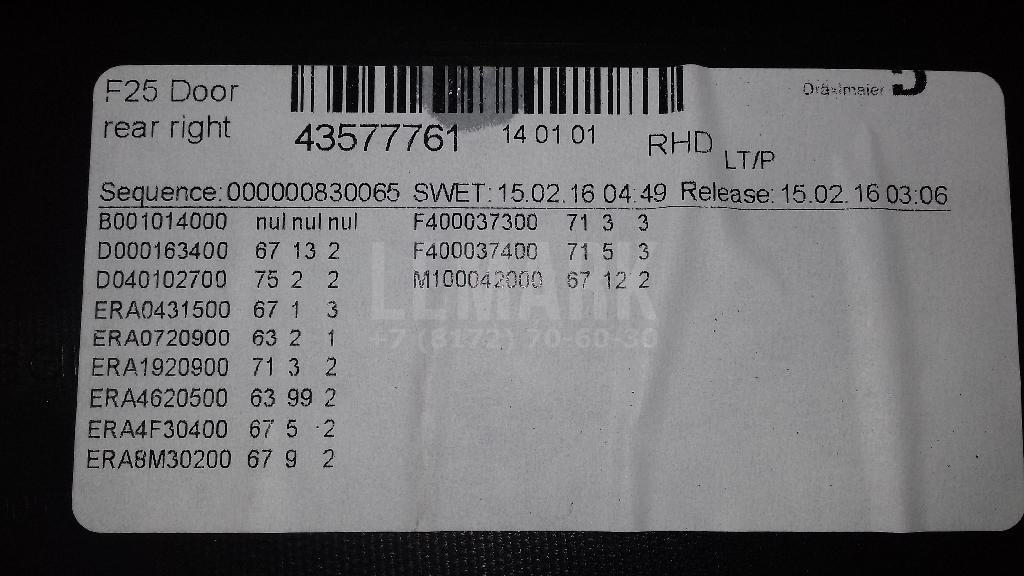 F25 Door
rear right
43577761 14 01 01 RHD LT/P
Dräxlmaier
Sequence: 000000830065 SWET: 15.02.16 04:49 Release: 15.02.16 03:06
B001014000 nul nul nul F400037300 71 3 3
D000163400 67 13 2 F400037400 71 5 3
D040102700 75 2 2 M100042000 67 12 2
ERA0431500 67 1 3
ERA0720900 63 2 1
ERA1920900 71 3 2
ERA4620500 63 99 2
ERA4F30400 67 5 2
ERA8M30200 67 9 2
LEMARK
+7 (8172) 70-60-30